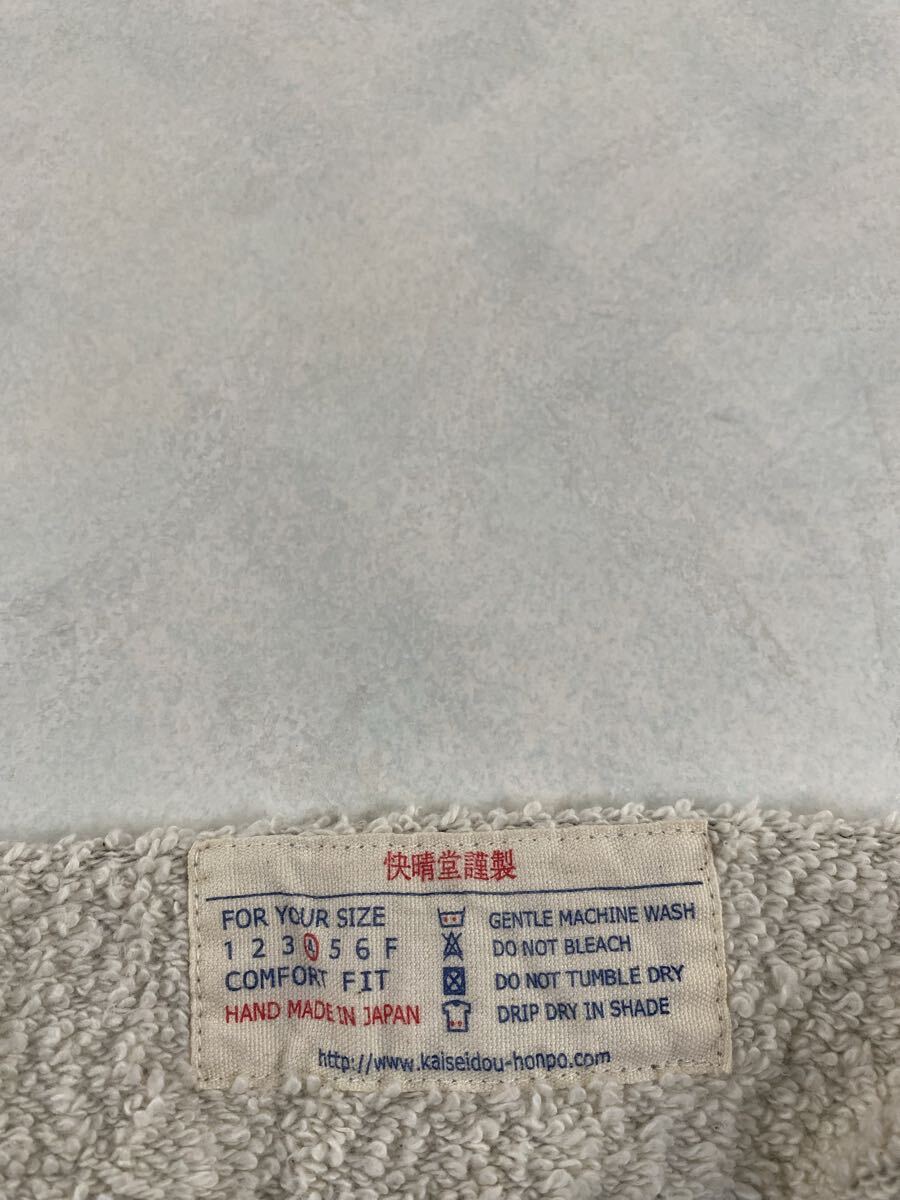 快晴堂謹製
FOR YOUR SIZE
1 2 3 4 5 6 F
COMFORT FIT
HAND MADE IN JAPAN
GENTLE MACHINE WASH
DO NOT BLEACH
DO NOT TUMBLE DRY
DRIP DRY IN SHADE
http://www.kaiseidou-honpo.com